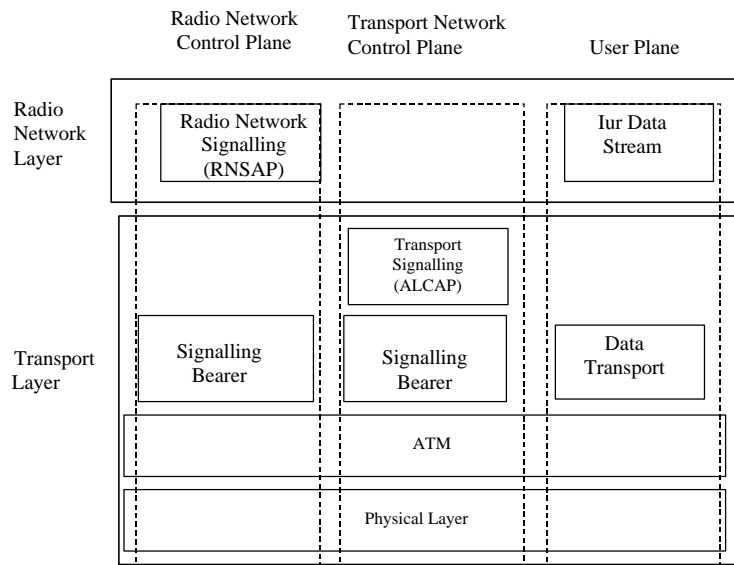 Radio Network
Control Plane
Transport Network
Control Plane
User Plane
Radio
Network
Layer
Radio Network
Signalling
(RNSAP)
Iur Data
Stream
Transport
Signalling
(ALCAP)
Transport
Layer
Signalling
Bearer
Signalling
Bearer
Data
Transport
ATM
Physical Layer